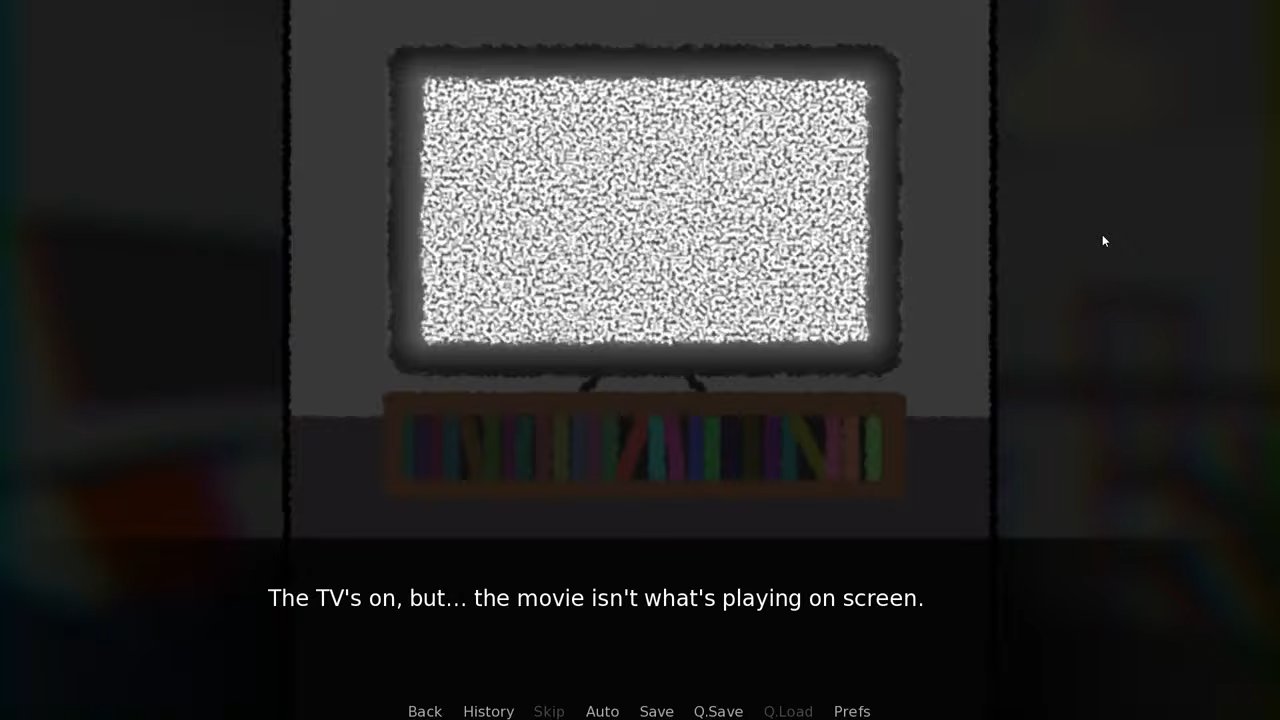 The TV's on, but... the movie isn't what's playing on screen.
Back History Skip Auto Save Q.Save Q.Load Prefs